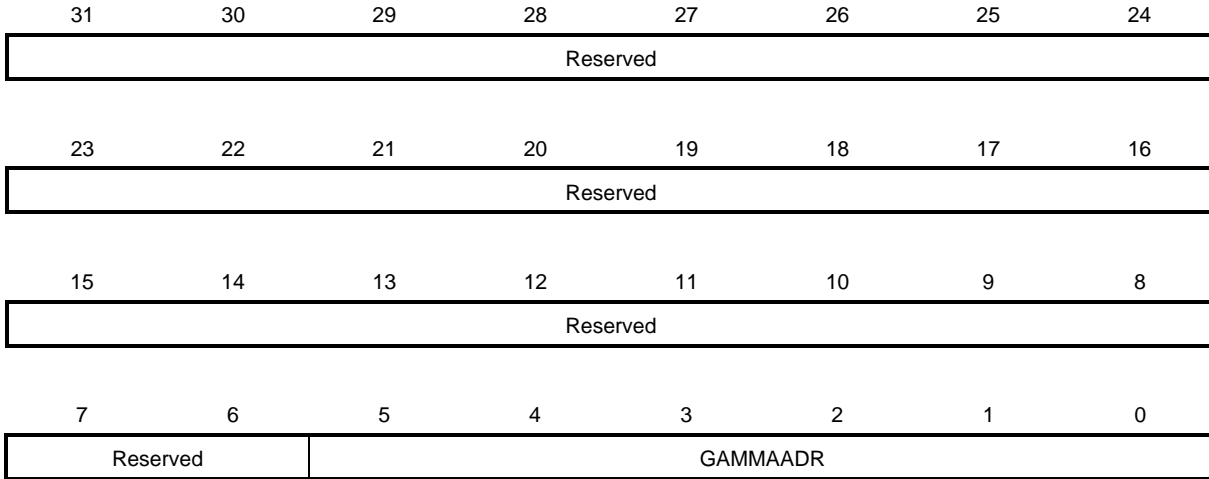 31 30 29 28 27 26 25 24
Reserved
23 22 21 20 19 18 17 16
Reserved
15 14 13 12 11 10 9 8
Reserved
7 6 5 4 3 2 1 0
Reserved GAMMAADR